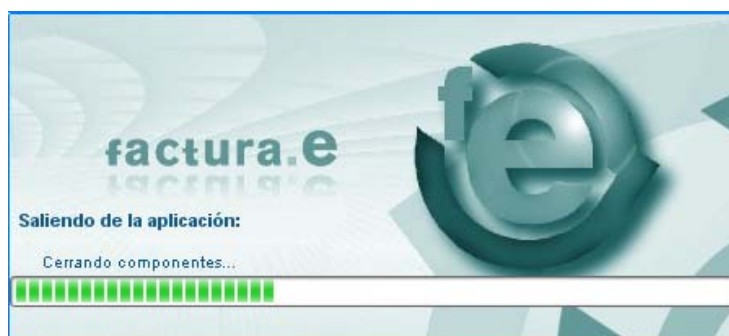 factura.e
fe
Saliendo de la aplicación:
Cerrando componentes...